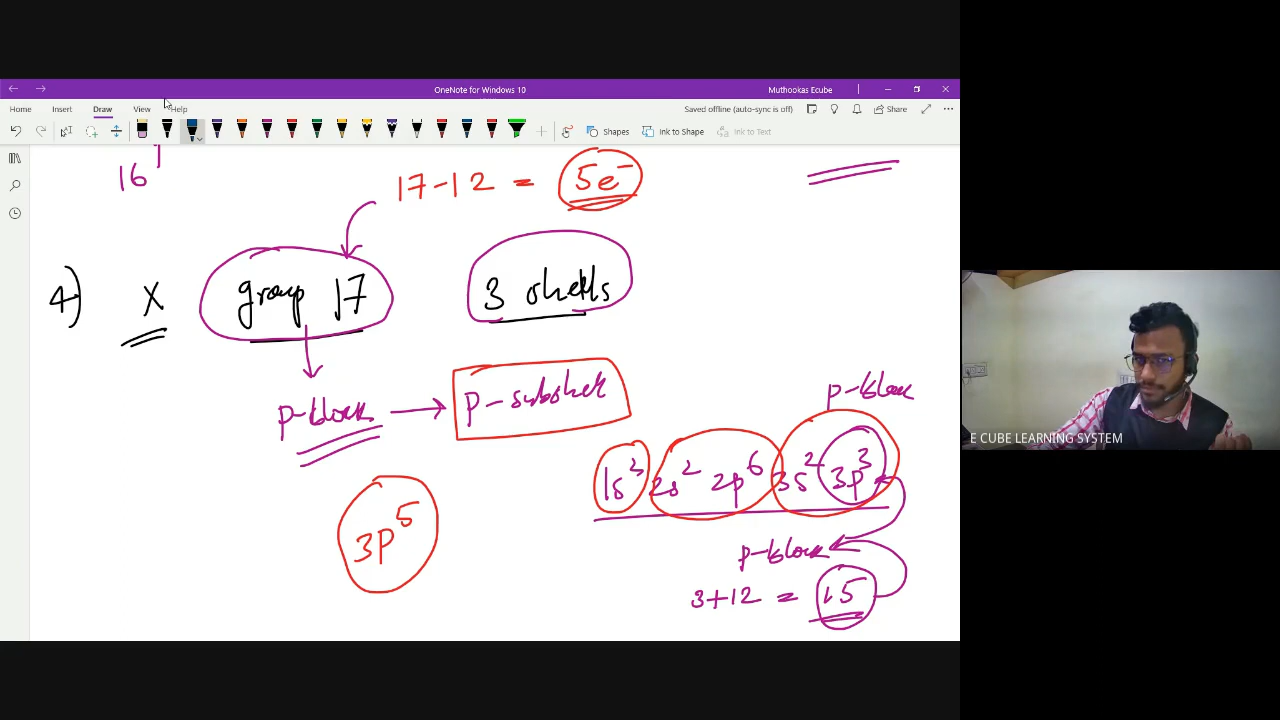 OneNote for Windows 10
Muthookas Ecube
Home Insert Draw View Help
Saved offline (auto-sync is off) Share
Shapes Ink to Shape Ink to Text
16
17-12 = 5e⁻
4) X group 17 3 shells
p-block → p-subshell
p-block
1s² 2s² 2p⁶ 3s² 3p³
3p⁵
p-block
3+12 = 15
E CUBE LEARNING SYSTEM